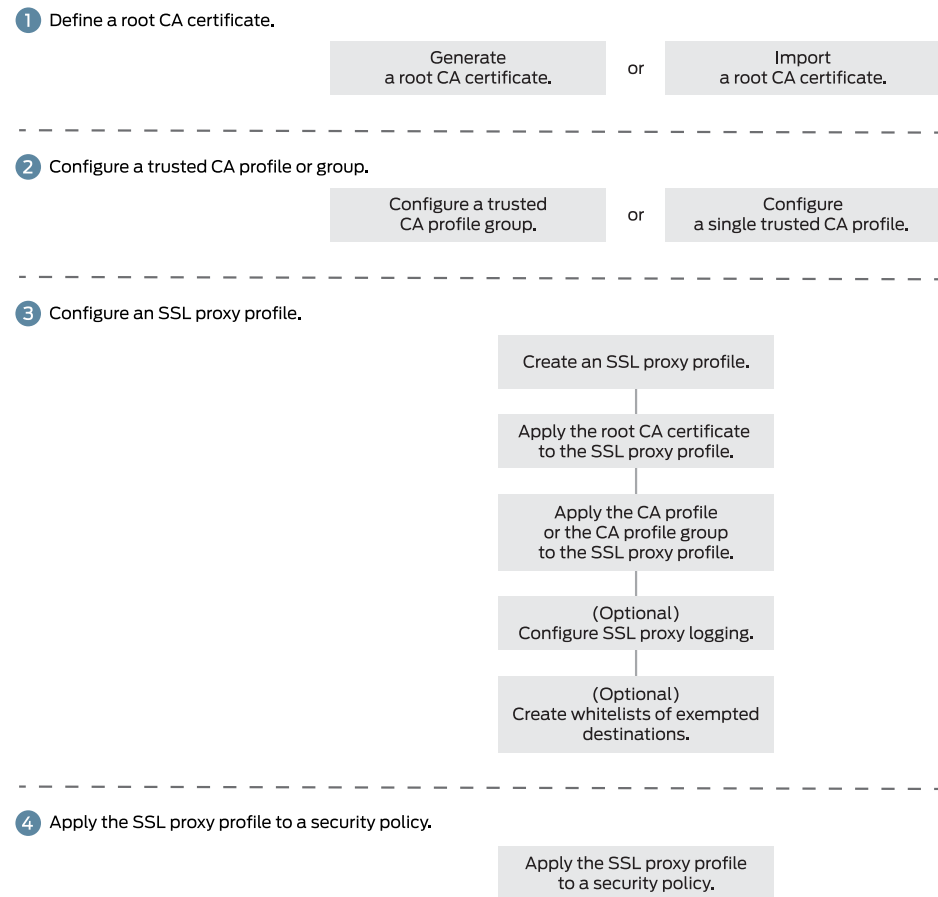 1 Define a root CA certificate.
Generate
a root CA certificate.
or
Import
a root CA certificate.
2 Configure a trusted CA profile or group.
Configure a trusted
CA profile group.
or
Configure
a single trusted CA profile.
3 Configure an SSL proxy profile.
Create an SSL proxy profile.
Apply the root CA certificate
to the SSL proxy profile.
Apply the CA profile
or the CA profile group
to the SSL proxy profile.
(Optional)
Configure SSL proxy logging.
(Optional)
Create whitelists of exempted
destinations.
4 Apply the SSL proxy profile to a security policy.
Apply the SSL proxy profile
to a security policy.